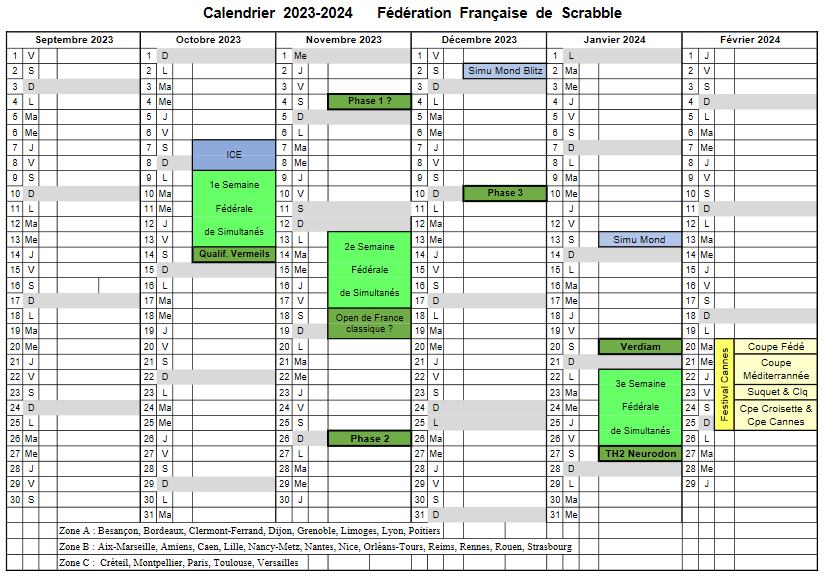 Calendrier 2023-2024 Fédération Française de Scrabble
Septembre 2023 Octobre 2023 Novembre 2023 Décembre 2023 Janvier 2024 Février 2024
1 V 1 D 1 Me 1 V 1 L 1 J
2 S 2 L 2 J 2 S Simu Mond Blitz 2 Ma 2 V
3 D 3 Ma 3 V 3 D 3 Me 3 S
4 L 4 Me 4 S Phase 1 ? 4 L 4 J 4 D
5 Ma 5 J 5 D 5 Ma 5 V 5 L
6 Me 6 V 6 L 6 Me 6 S 6 Ma
7 J 7 S 7 Ma 7 J 7 D 7 Me
ICE
8 V 8 D 8 Me 8 V 8 L 8 J
9 S 9 L 1e Semaine 9 J 9 S 9 Ma 9 V
10 D 10 Ma 10 V 10 D Phase 3 10 Me 10 S
11 L 11 Me Fédérale 11 S 11 L J 11 D
12 Ma 12 J de Simultanés 12 D 12 Ma 12 V 12 L
13 Me 13 V 13 L 2e Semaine 13 Me 13 S Simu Mond 13 Ma
14 J 14 S Qualif. Vermeils 14 Ma 14 J 14 D 14 Me
15 V 15 D 15 Me Fédérale 15 V 15 L 15 J
16 S 16 L 16 J de Simultanés 16 S 16 Ma 16 V
17 D 17 Ma 17 V 17 D 17 Me 17 S
18 L 18 Me 18 S Open de France 18 L 18 J 18 D
19 Ma 19 J 19 D classique ? 19 Ma 19 V 19 L
20 Me 20 V 20 L 20 Me 20 S Verdiam 20 Ma Festival Cannes Coupe Fédé
21 J 21 S 21 Ma 21 J 21 D 21 Me Coupe
22 V 22 D 22 Me 22 V 22 L 3e Semaine 22 J Méditerrannée
23 S 23 L 23 J 23 S 23 Ma 23 V Suquet & Clq
24 D 24 Ma 24 V 24 D 24 Me Fédérale 24 S Cpe Croisette &
25 L 25 Me 25 S 25 L 25 J de Simultanés 25 D Cpe Cannes
26 Ma 26 J 26 D Phase 2 26 Ma 26 V 26 L
27 Me 27 V 27 L 27 Me 27 S TH2 Neurodon 27 Ma
28 J 28 S 28 Ma 28 J 28 D 28 Me
29 V 29 D 29 Me 29 V 29 L 29 J
30 S 30 L 30 J 30 S 30 Ma
31 Ma 31 D 31 Me
Zone A : Besançon, Bordeaux, Clermont-Ferrand, Dijon, Grenoble, Limoges, Lyon, Poitiers
Zone B : Aix-Marseille, Amiens, Caen, Lille, Nancy-Metz, Nantes, Nice, Orléans-Tours, Reims, Rennes, Rouen, Strasbourg
Zone C : Créteil, Montpellier, Paris, Toulouse, Versailles